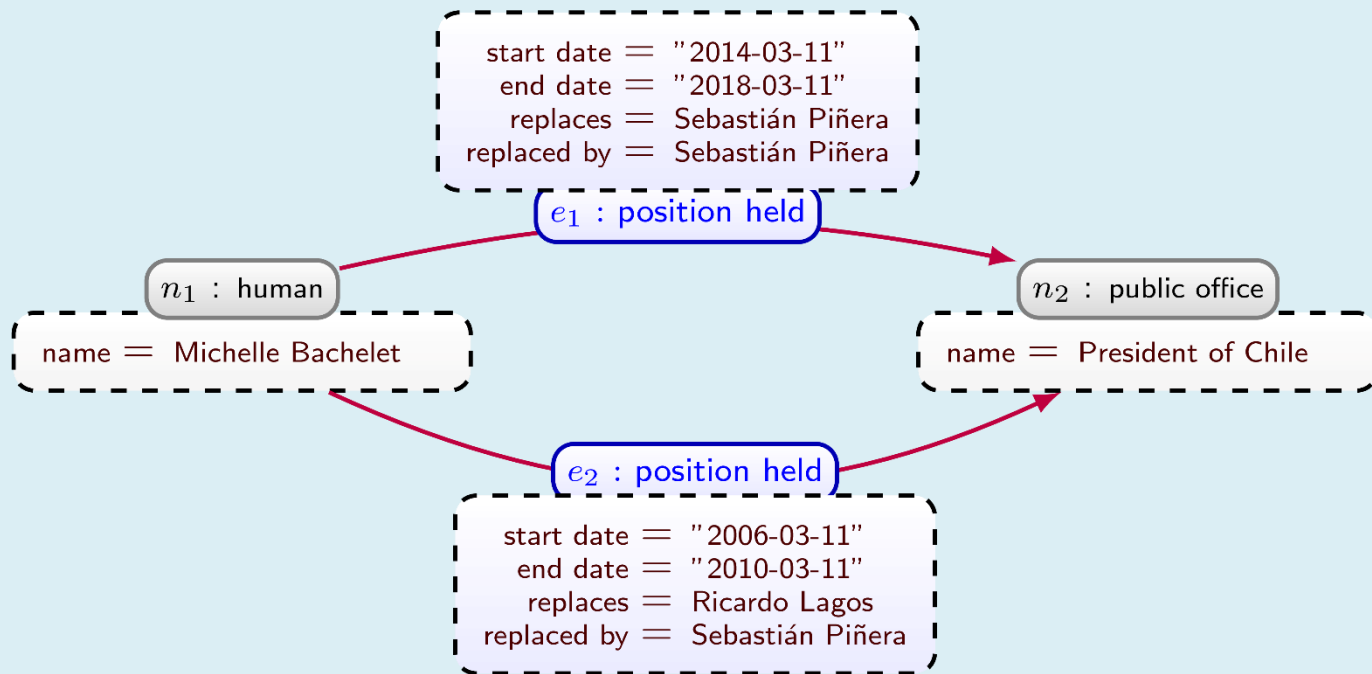 start date = "2014-03-11"
end date = "2018-03-11"
replaces = Sebastián Piñera
replaced by = Sebastián Piñera
e1 : position held
n1 : human
name = Michelle Bachelet
n2 : public office
name = President of Chile
e2 : position held
start date = "2006-03-11"
end date = "2010-03-11"
replaces = Ricardo Lagos
replaced by = Sebastián Piñera